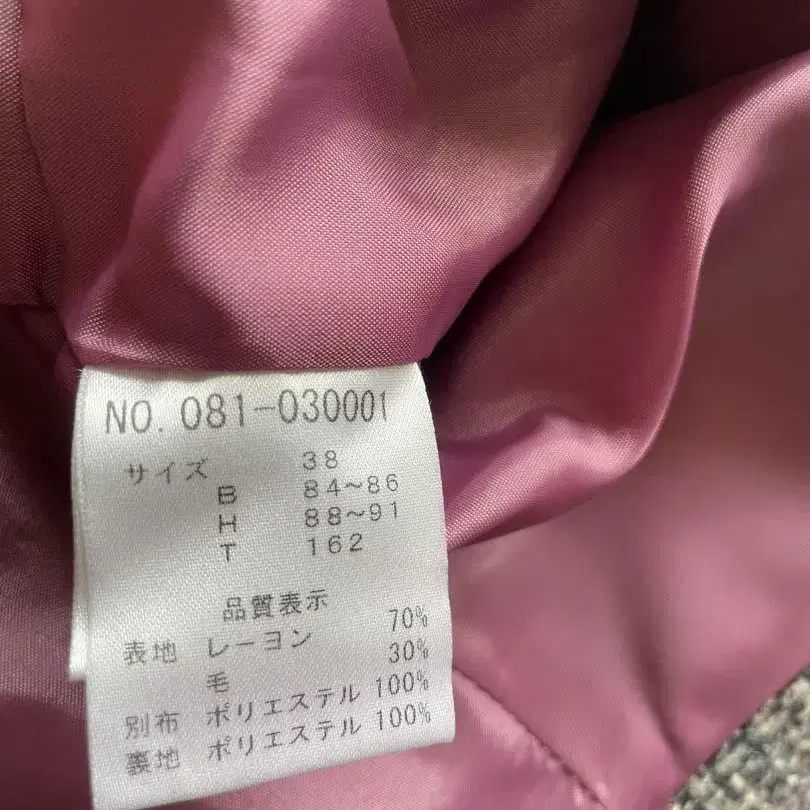 NO. 081-030001
サイズ 38
B 84~86
H 88~91
T 162
品質表示
表地 レーヨン 70%
毛 30%
別布 ポリエステル 100%
裏地 ポリエステル 100%